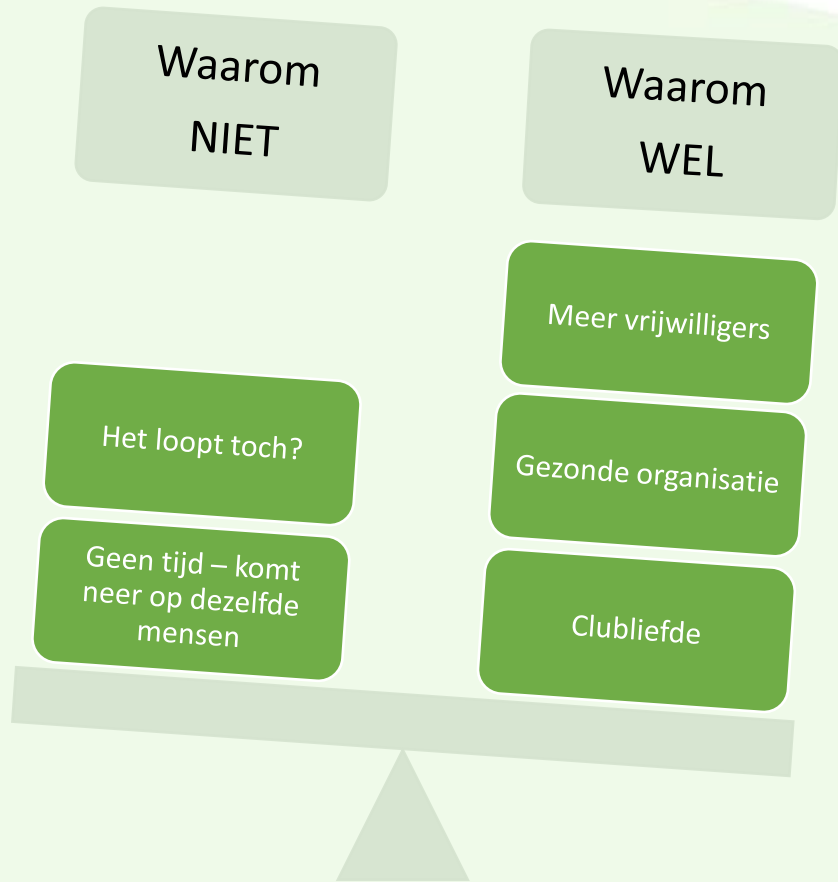 Waarom
NIET
Waarom
WEL
Meer vrijwilligers
Het loopt toch?
Gezonde organisatie
Geen tijd – komt
neer op dezelfde
mensen
Clubliefde